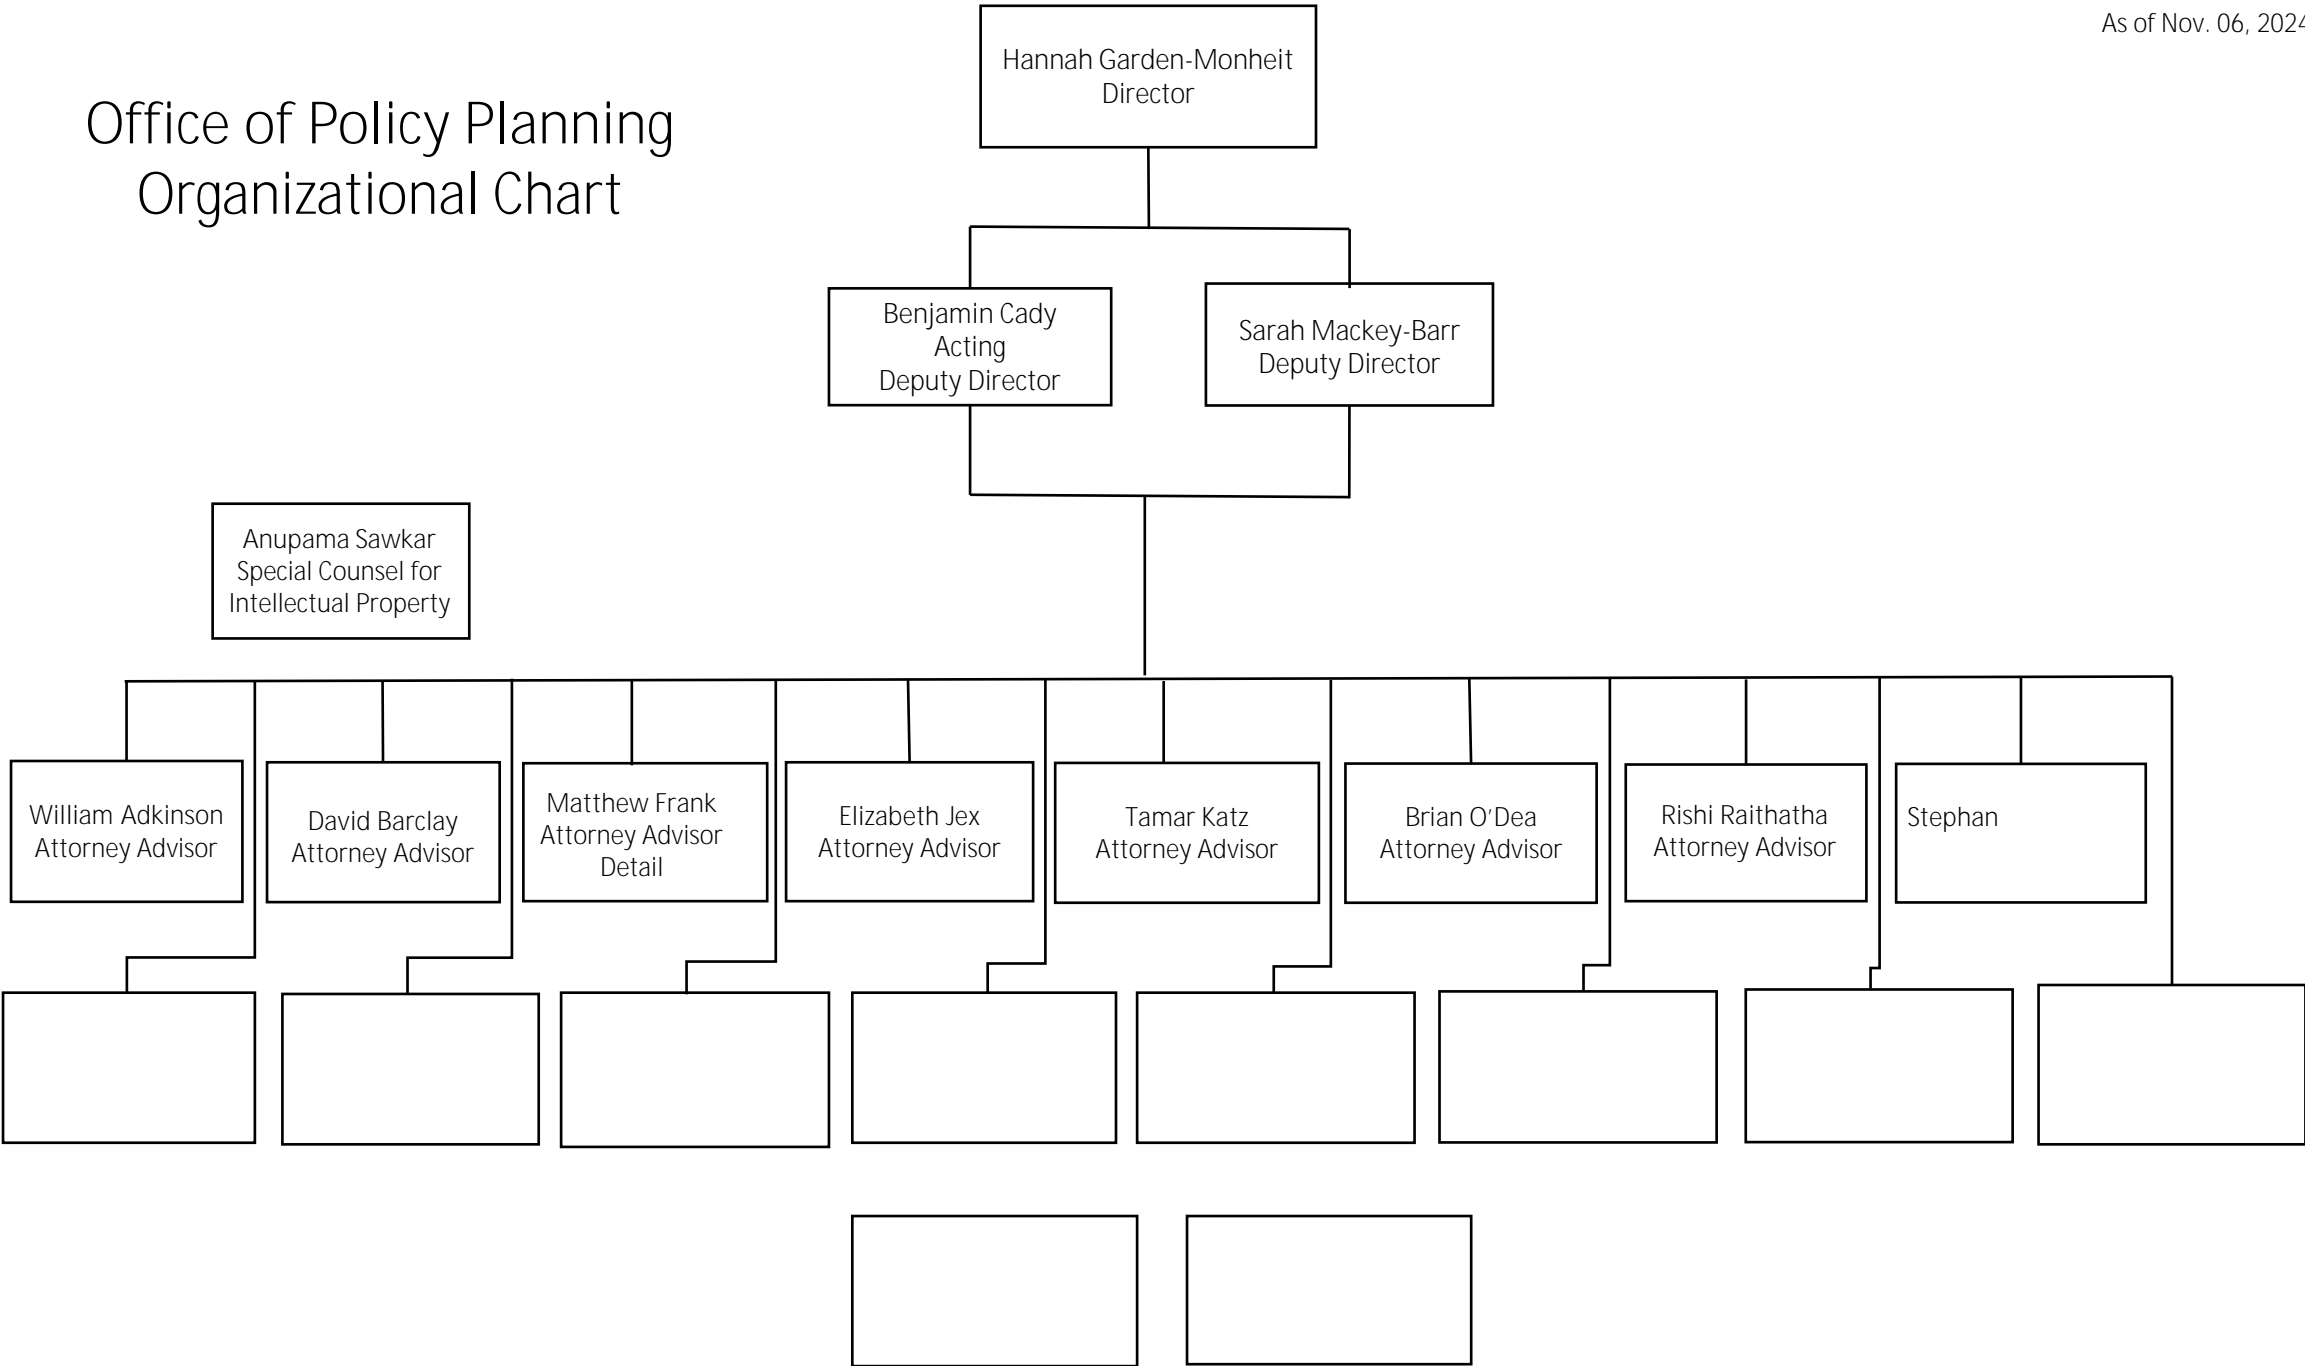 As of Nov. 06, 2024
Office of Policy Planning
Organizational Chart
Hannah Garden-Monheit
Director
Benjamin Cady
Acting
Deputy Director
Sarah Mackey-Barr
Deputy Director
Anupama Sawkar
Special Counsel for
Intellectual Property
William Adkinson
Attorney Advisor
David Barclay
Attorney Advisor
Matthew Frank
Attorney Advisor
Detail
Elizabeth Jex
Attorney Advisor
Tamar Katz
Attorney Advisor
Brian O'Dea
Attorney Advisor
Rishi Raithatha
Attorney Advisor
Stephan